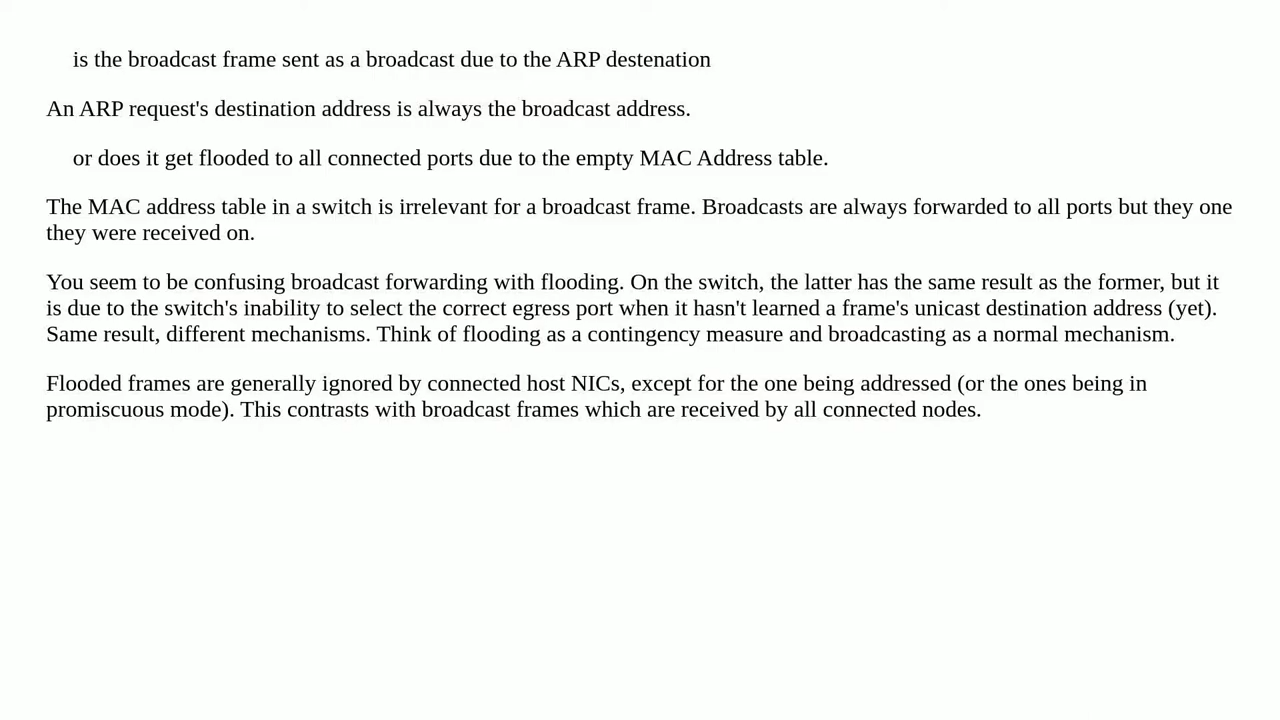 is the broadcast frame sent as a broadcast due to the ARP destenation
An ARP request's destination address is always the broadcast address.
or does it get flooded to all connected ports due to the empty MAC Address table.
The MAC address table in a switch is irrelevant for a broadcast frame. Broadcasts are always forwarded to all ports but they one
they were received on.
You seem to be confusing broadcast forwarding with flooding. On the switch, the latter has the same result as the former, but it
is due to the switch's inability to select the correct egress port when it hasn't learned a frame's unicast destination address (yet).
Same result, different mechanisms. Think of flooding as a contingency measure and broadcasting as a normal mechanism.
Flooded frames are generally ignored by connected host NICs, except for the one being addressed (or the ones being in
promiscuous mode). This contrasts with broadcast frames which are received by all connected nodes.